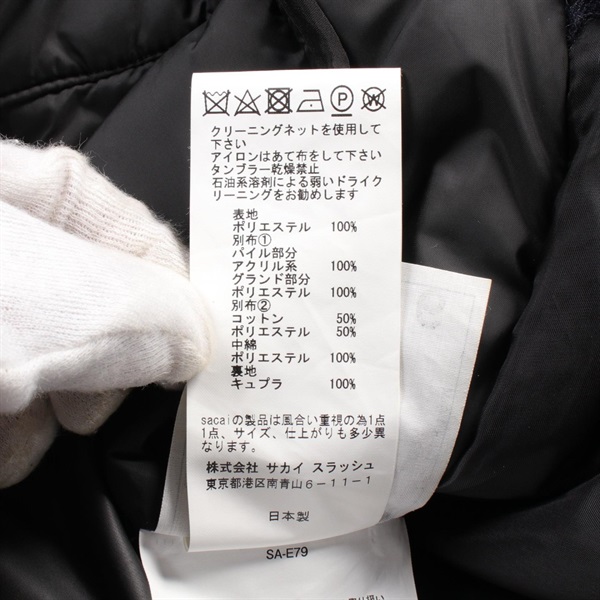 P W
クリーニングネットを使用して
下さい
アイロンはあて布をして下さい
タンブラー乾燥禁止
石油系溶剤による弱いドライク
リーニングをお勧めします
表地
ポリエステル 100%
別布①
パイル部分
アクリル系 100%
グランド部分
ポリエステル 100%
別布②
コットン 50%
ポリエステル 50%
中綿
ポリエステル 100%
裏地
キュプラ 100%
sacaiの製品は風合い重視の為1点
1点、サイズ、仕上がりも多少異
なります。
株式会社 サカイ スラッシュ
東京都港区南青山6-11-1
日本製
SA-E79